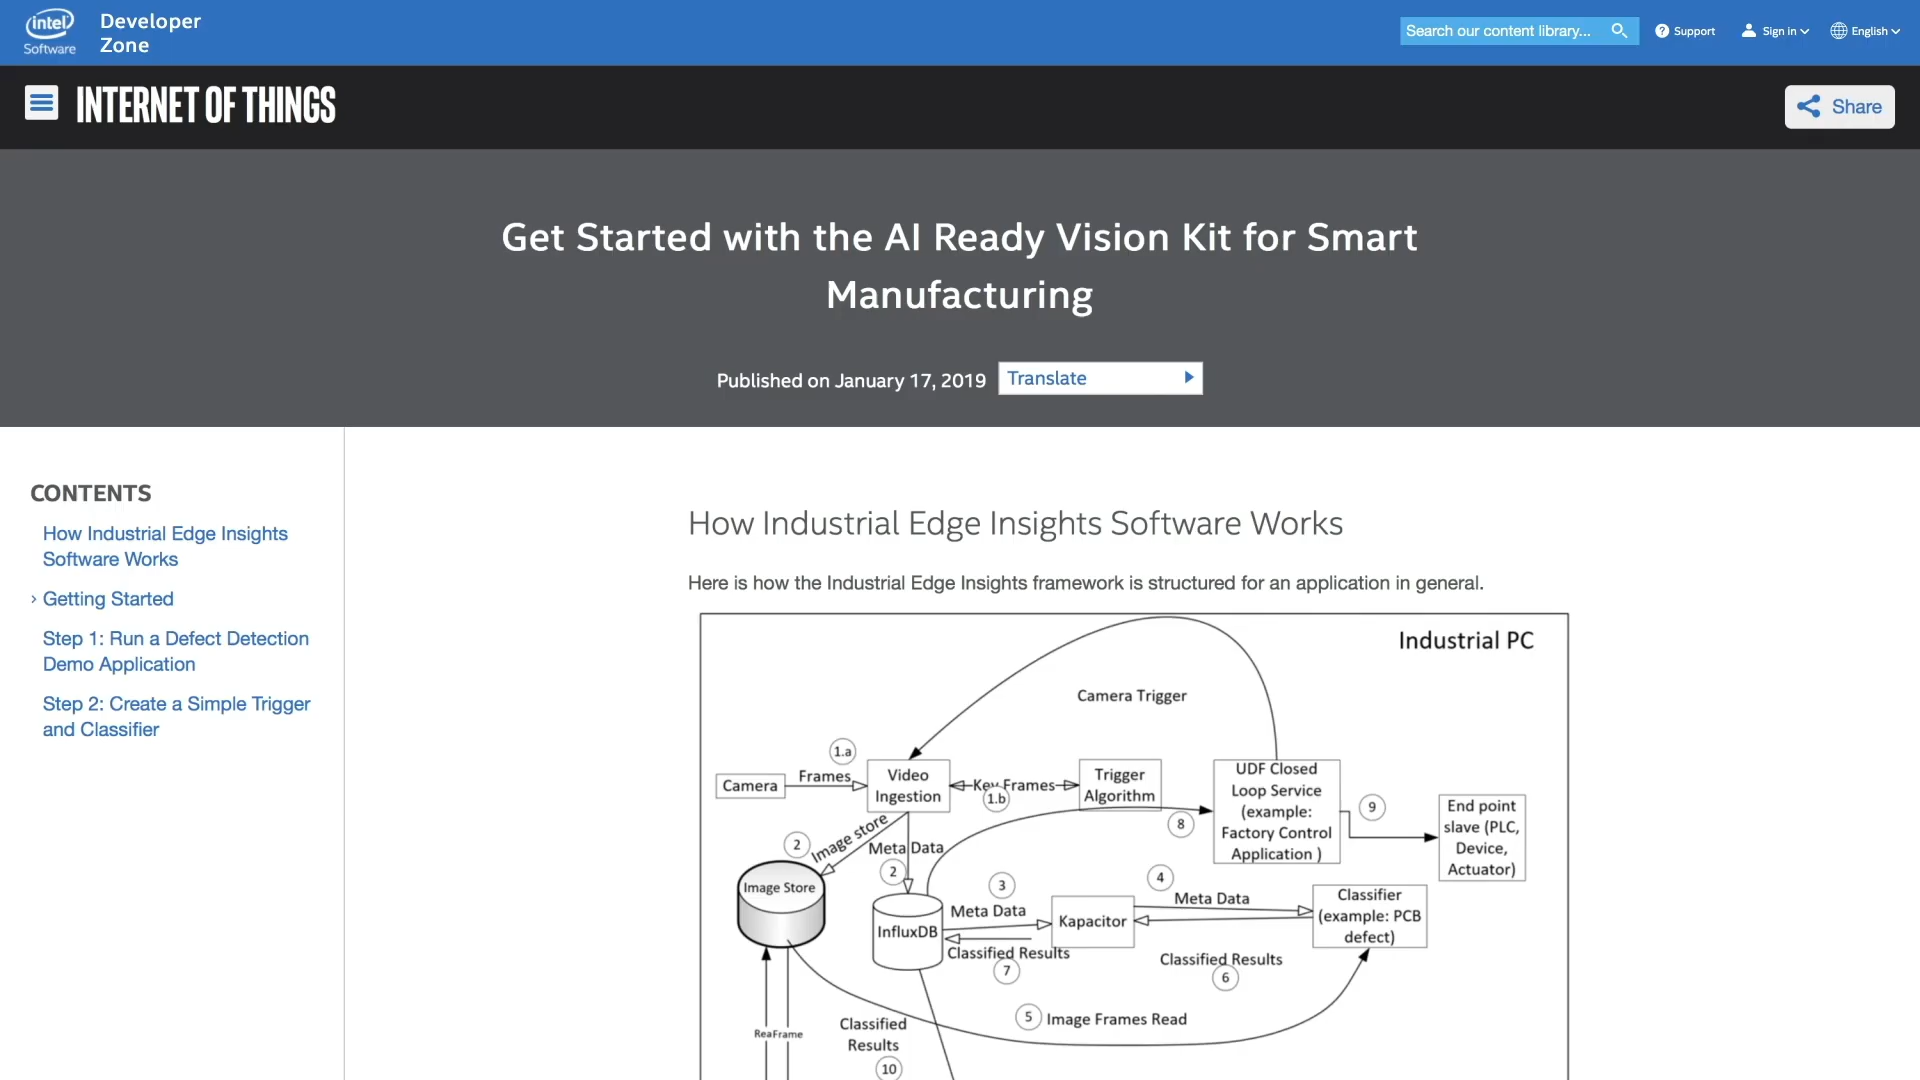 intel
Software
Developer
Zone
Search our content library...
? Support
Sign in
English
INTERNET OF THINGS
Share
Get Started with the AI Ready Vision Kit for Smart
Manufacturing
Published on January 17, 2019
Translate
CONTENTS
How Industrial Edge Insights
Software Works
› Getting Started
Step 1: Run a Defect Detection
Demo Application
Step 2: Create a Simple Trigger
and Classifier
How Industrial Edge Insights Software Works
Here is how the Industrial Edge Insights framework is structured for an application in general.
Industrial PC
Camera Trigger
1.a
Camera
Frames
Video
Ingestion
Key Frames
1.b
Trigger
Algorithm
UDF Closed
Loop Service
(example:
Factory Control
Application )
8
9
End point
slave (PLC,
Device,
Actuator)
2
Image store
Meta Data
2
Image Store
InfluxDB
3
Meta Data
Kapacitor
4
Meta Data
Classifier
(example: PCB
defect)
Classified Results
7
Classified Results
6
5
Image Frames Read
ReaFrame
Classified
Results
10